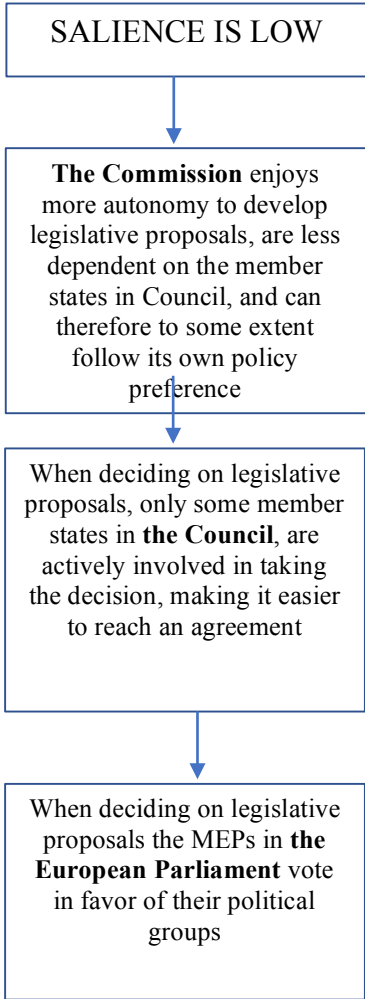 SALIENCE IS LOW
The Commission enjoys
more autonomy to develop
legislative proposals, are less
dependent on the member
states in Council, and can
therefore to some extent
follow its own policy
preference
When deciding on legislative
proposals, only some member
states in the Council, are
actively involved in taking
the decision, making it easier
to reach an agreement
When deciding on legislative
proposals the MEPs in the
European Parliament vote
in favor of their political
groups